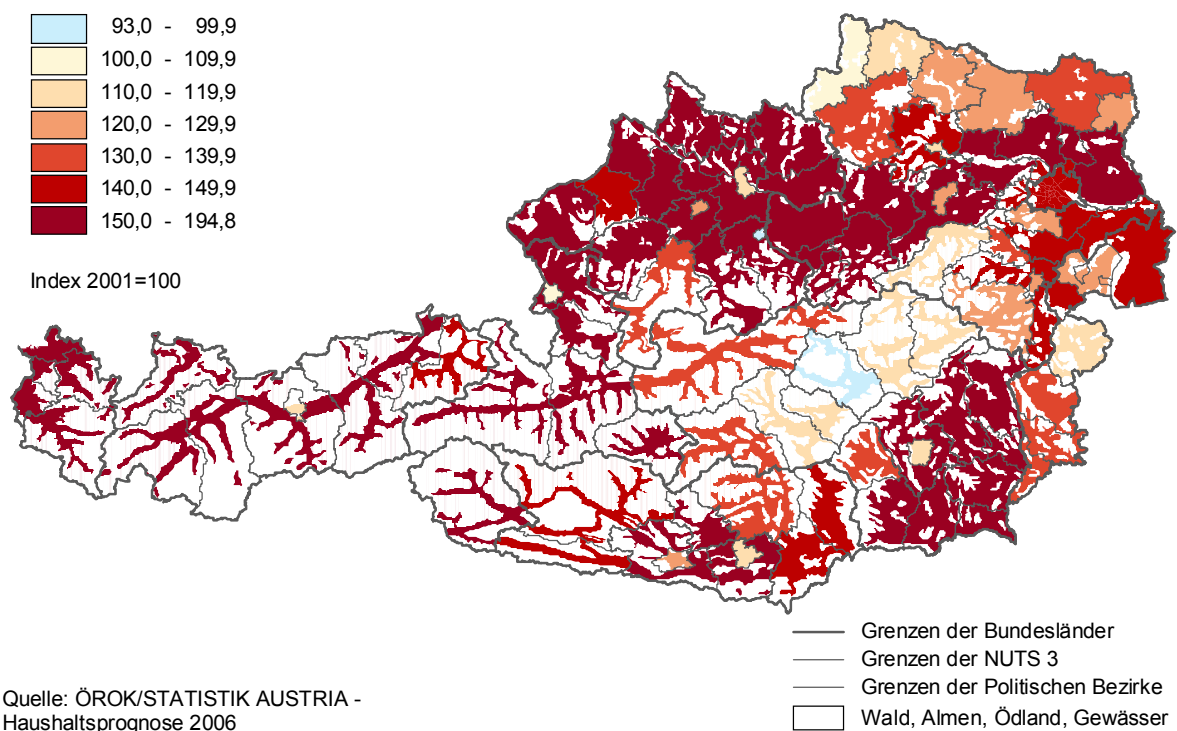 93,0 - 99,9
100,0 - 109,9
110,0 - 119,9
120,0 - 129,9
130,0 - 139,9
140,0 - 149,9
150,0 - 194,8
Index 2001=100
Grenzen der Bundesländer
Grenzen der NUTS 3
Grenzen der Politischen Bezirke
Wald, Almen, Ödland, Gewässer
Quelle: ÖROK/STATISTIK AUSTRIA -
Haushaltsprognose 2006